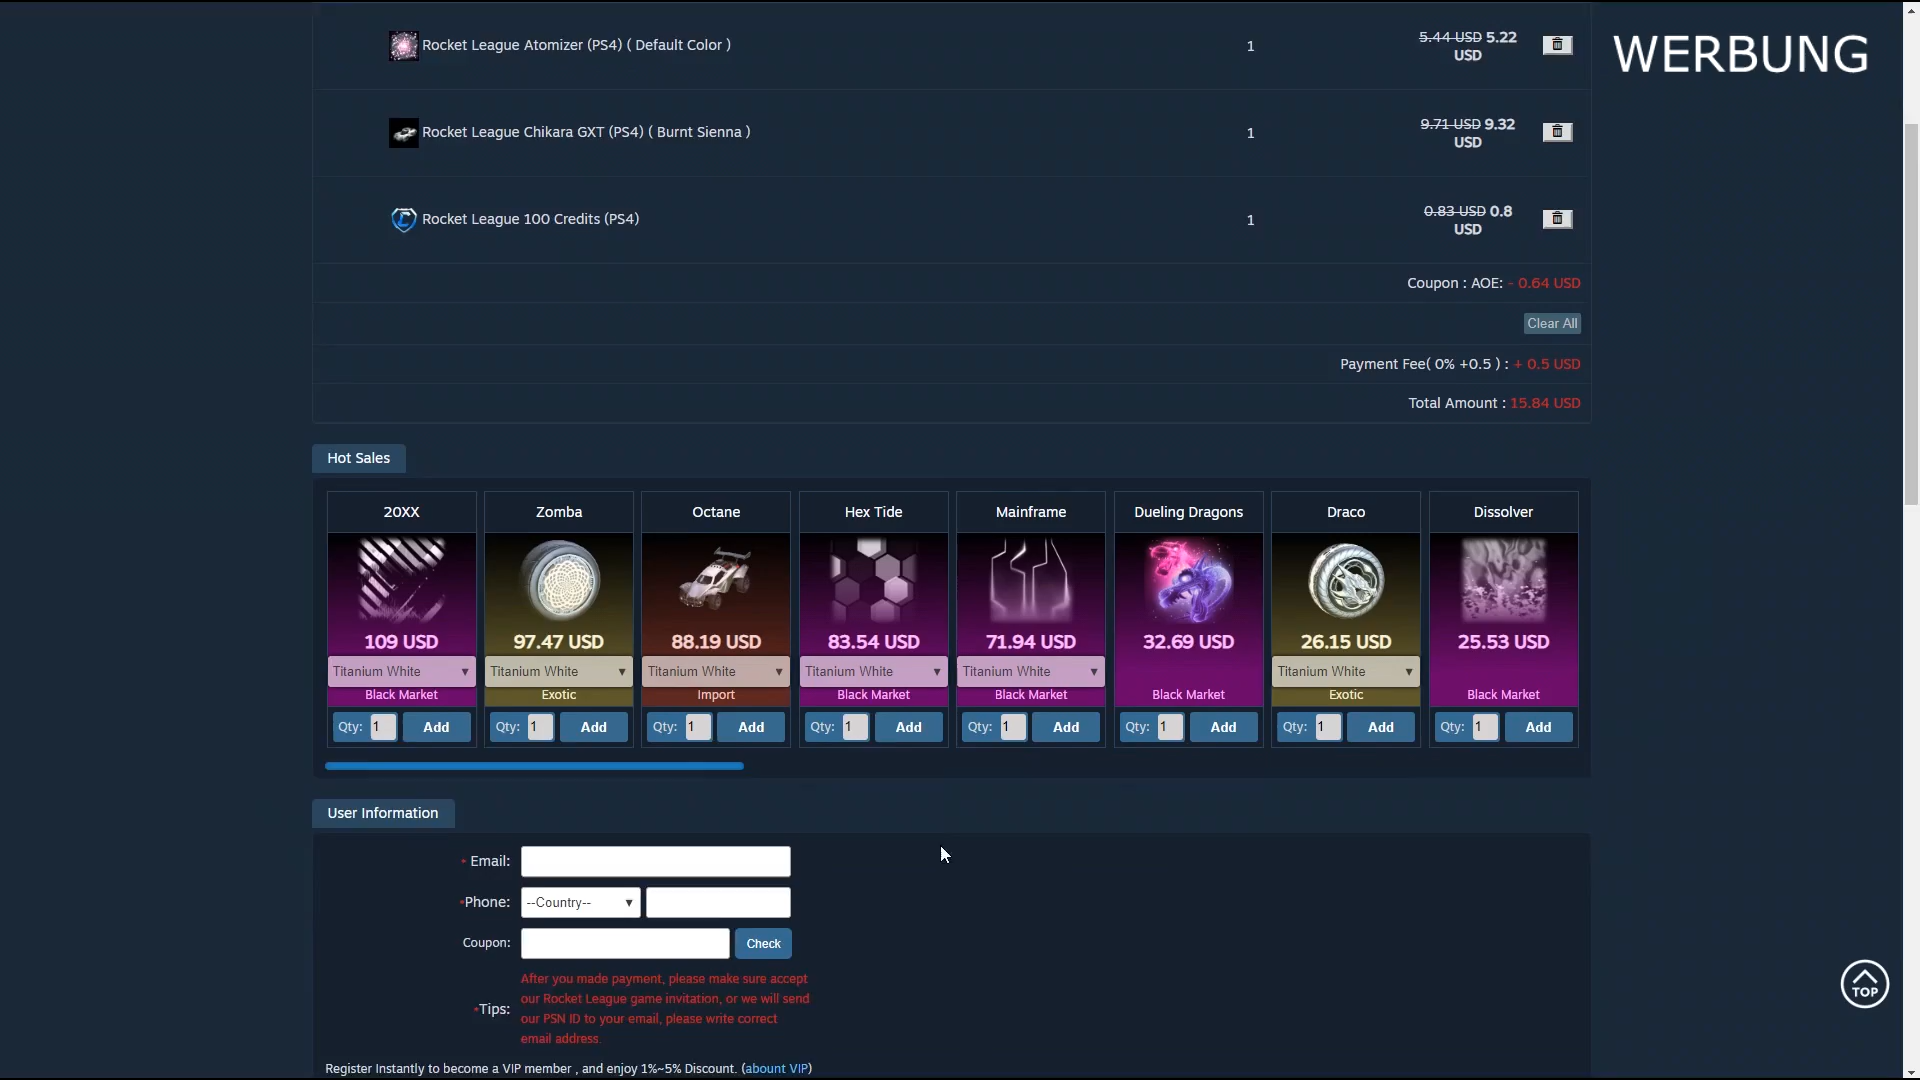 Rocket League Atomizer (PS4) ( Default Color ) 1 5.44 USD 5.22 USD
WERBUNG
Rocket League Chikara GXT (PS4) ( Burnt Sienna ) 1 9.71 USD 9.32 USD
Rocket League 100 Credits (PS4) 1 0.83 USD 0.8 USD
Coupon : AOE: - 0.64 USD
Clear All
Payment Fee( 0% +0.5 ) : + 0.5 USD
Total Amount : 15.84 USD
Hot Sales
20XX Zomba Octane Hex Tide Mainframe Dueling Dragons Draco Dissolver
109 USD 97.47 USD 88.19 USD 83.54 USD 71.94 USD 32.69 USD 26.15 USD 25.53 USD
Titanium White Titanium White Titanium White Titanium White Titanium White Titanium White
Black Market Exotic Import Black Market Black Market Black Market Exotic Black Market
Qty: 1 Add Qty: 1 Add Qty: 1 Add Qty: 1 Add Qty: 1 Add Qty: 1 Add Qty: 1 Add Qty: 1 Add
User Information
* Email:
*Phone: --Country--
Coupon: Check
*Tips: After you made payment, please make sure accept
our Rocket League game invitation, or we will send
our PSN ID to your email, please write correct
email address.
TOP
Register Instantly to become a VIP member , and enjoy 1%~5% Discount. (abount VIP)